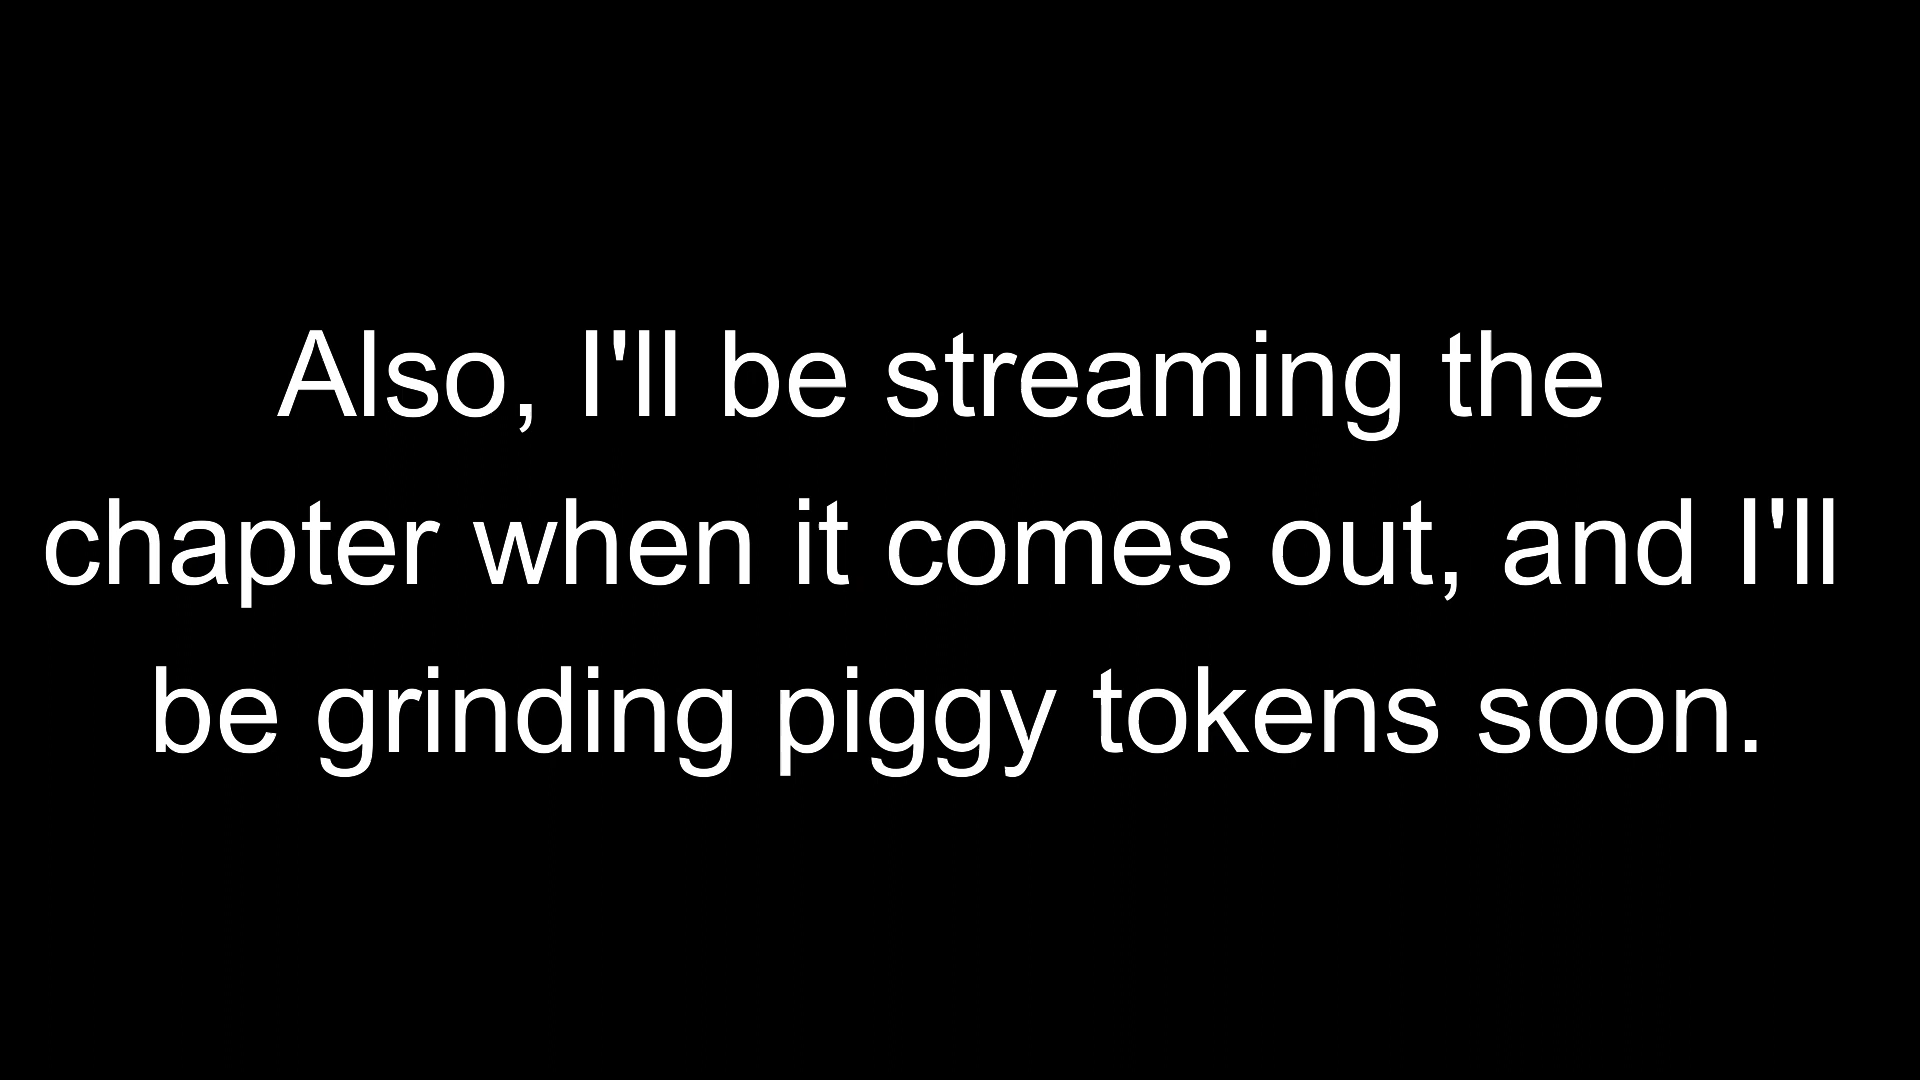 Also, I'll be streaming the
chapter when it comes out, and I'll
be grinding piggy tokens soon.